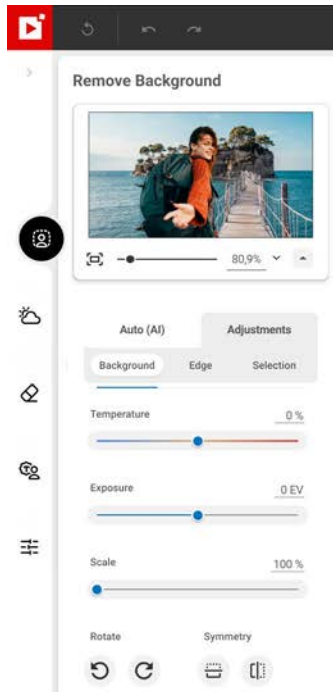 Remove Background
80,9%
Auto (AI) Adjustments
Background Edge Selection
Temperature 0 %
Exposure 0 EV
Scale 100 %
Rotate Symmetry